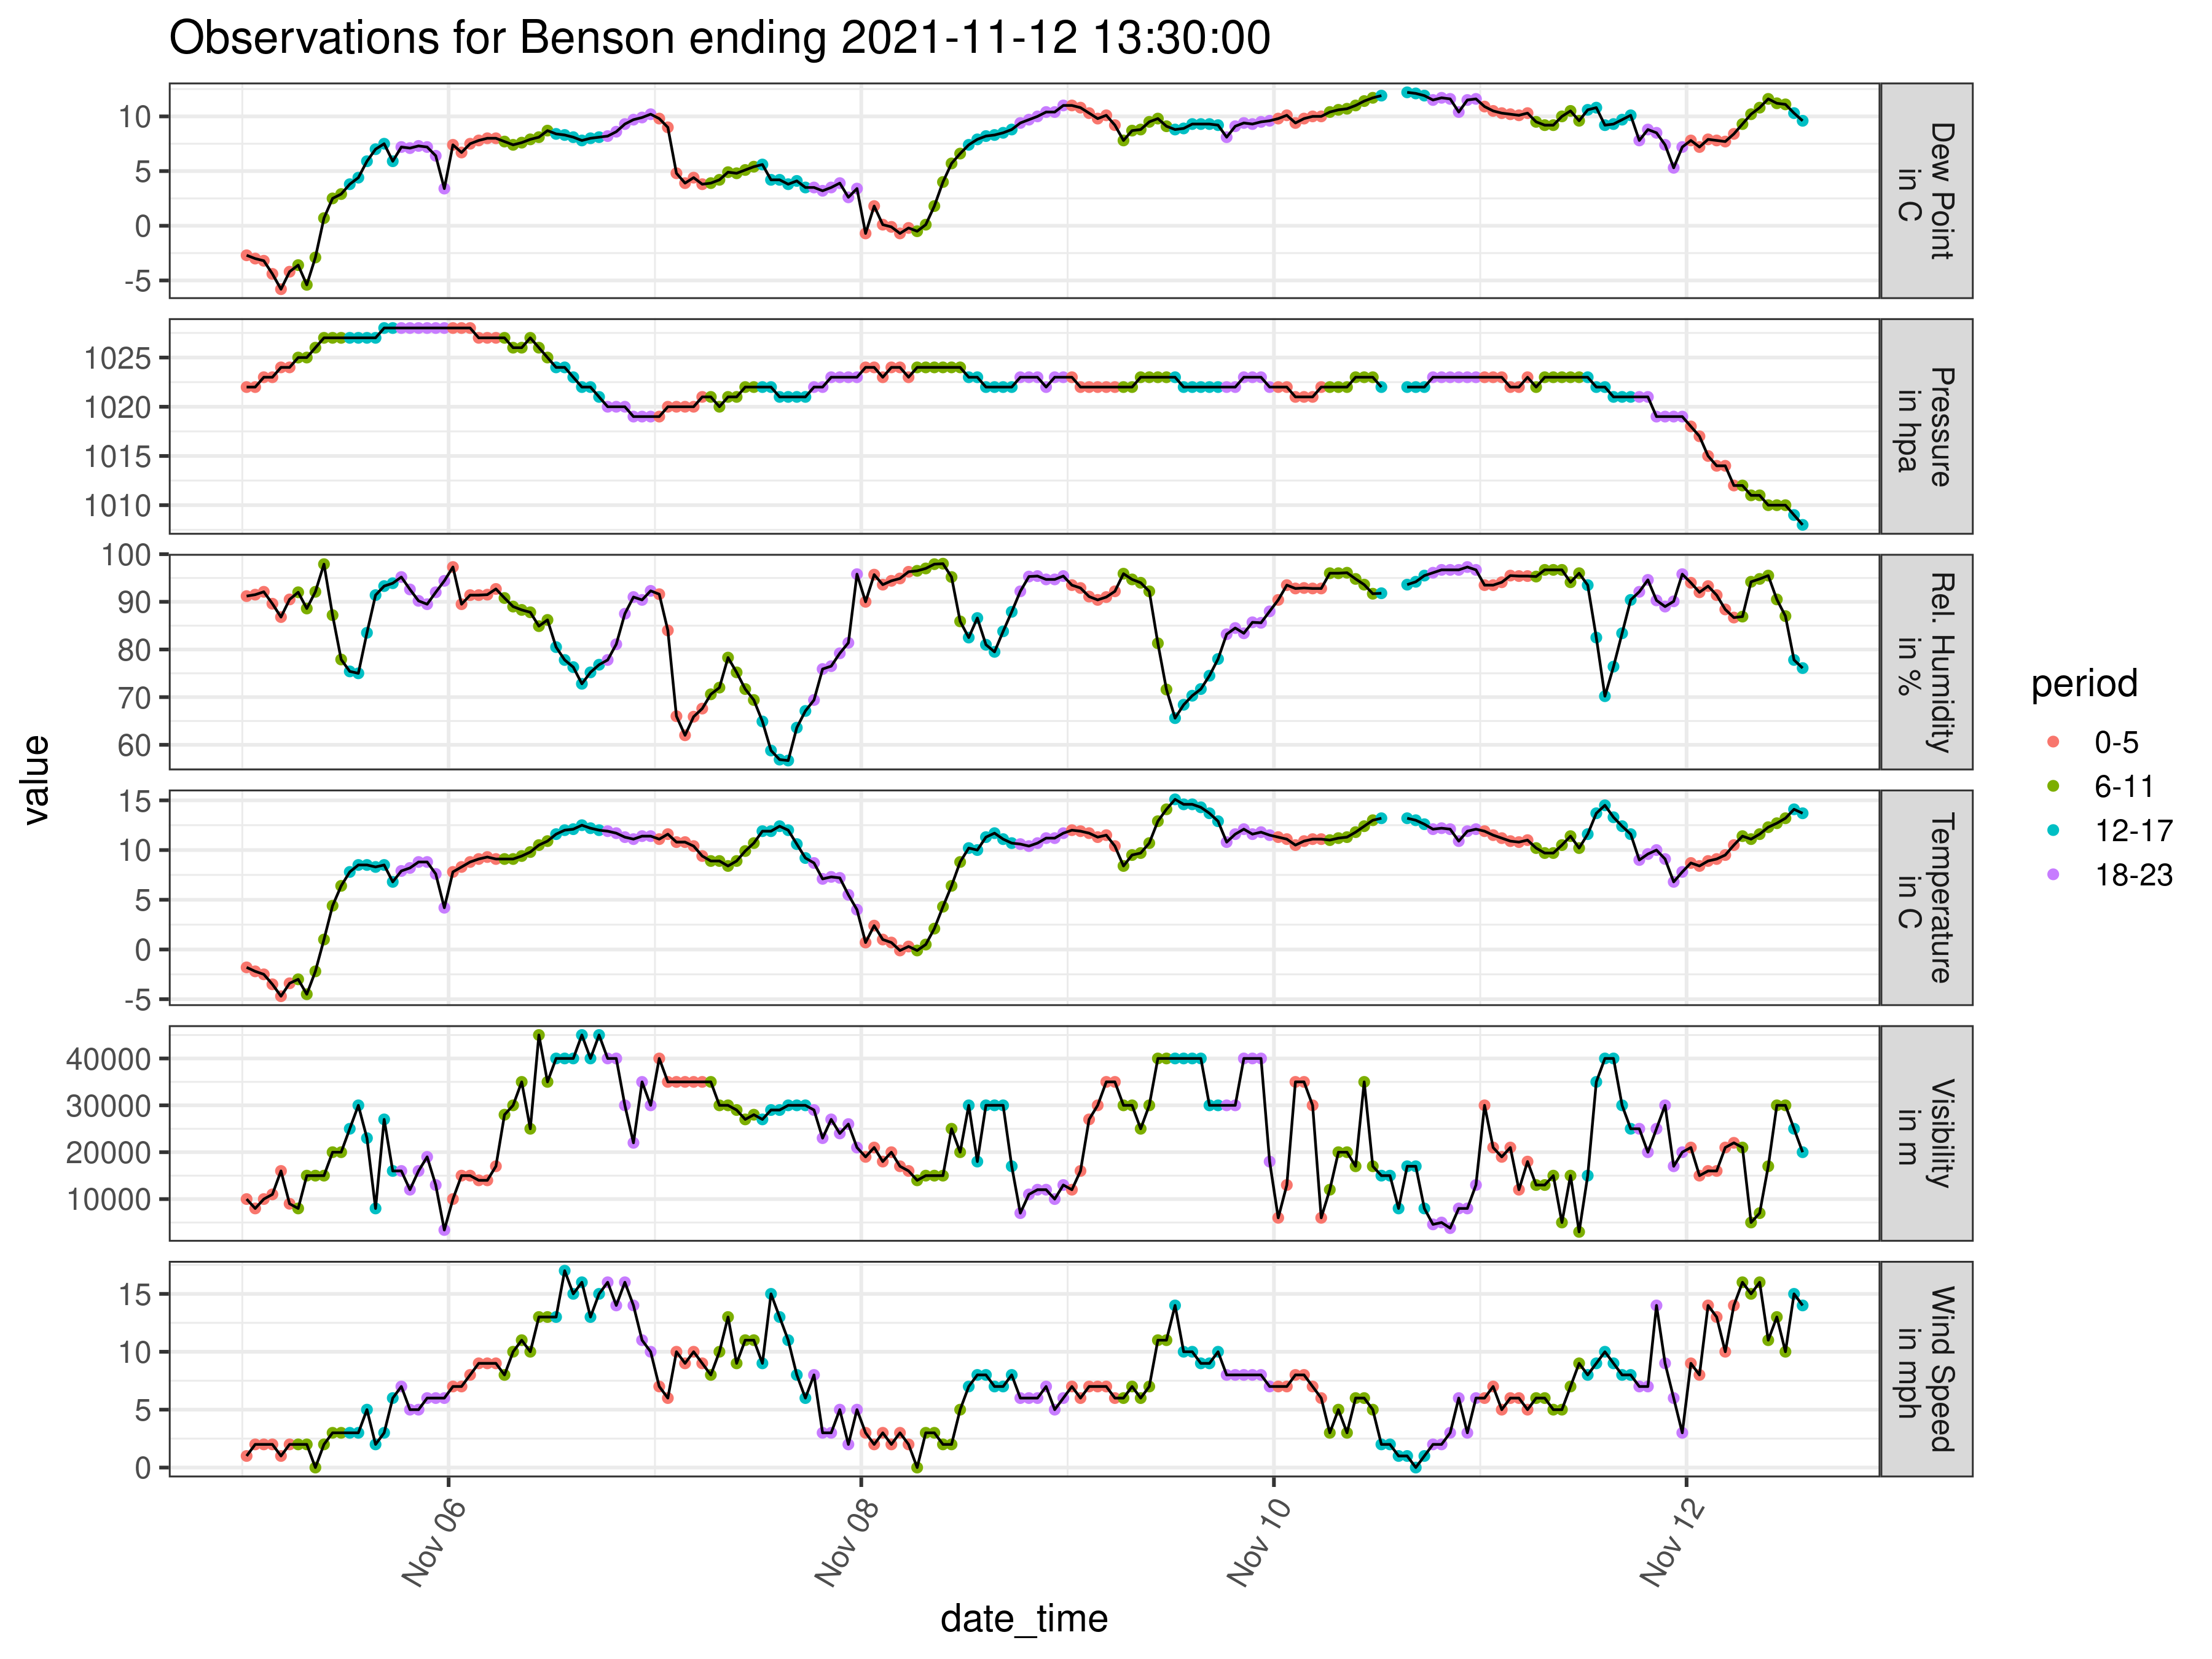 Observations for Benson ending 2021-11-12 13:30:00
value
10
5
0
-5
Dew Point
in C
1025
1020
1015
1010
Pressure
in hpa
100
90
80
70
60
Rel. Humidity
in %
15
10
5
0
-5
Temperature
in C
40000
30000
20000
10000
Visibility
in m
15
10
5
0
Wind Speed
in mph
Nov 06
Nov 08
Nov 10
Nov 12
date_time
period
0-5
6-11
12-17
18-23